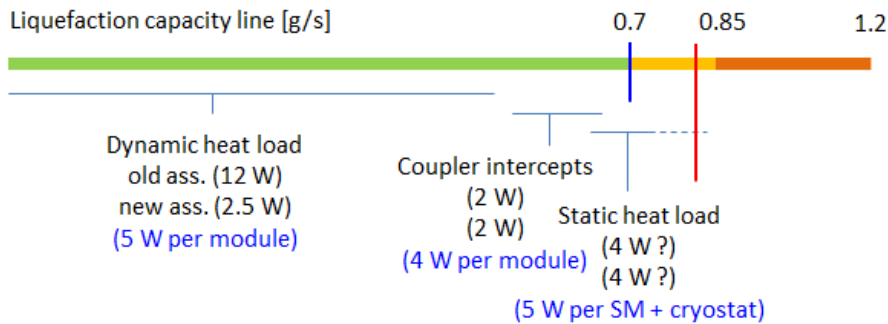 Liquefaction capacity line [g/s]
0.7
0.85
1.2
Dynamic heat load
old ass. (12 W)
new ass. (2.5 W)
(5 W per module)
Coupler intercepts
(2 W)
(2 W)
(4 W per module)
Static heat load
(4 W ?)
(4 W ?)
(5 W per SM + cryostat)